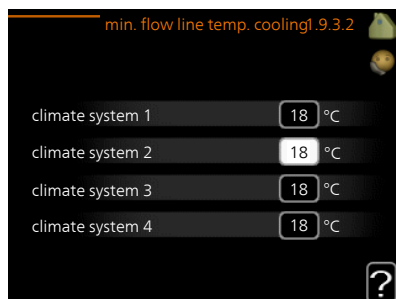 min. flow line temp. cooling1.9.3.2
climate system 1 18 °C
climate system 2 18 °C
climate system 3 18 °C
climate system 4 18 °C
?